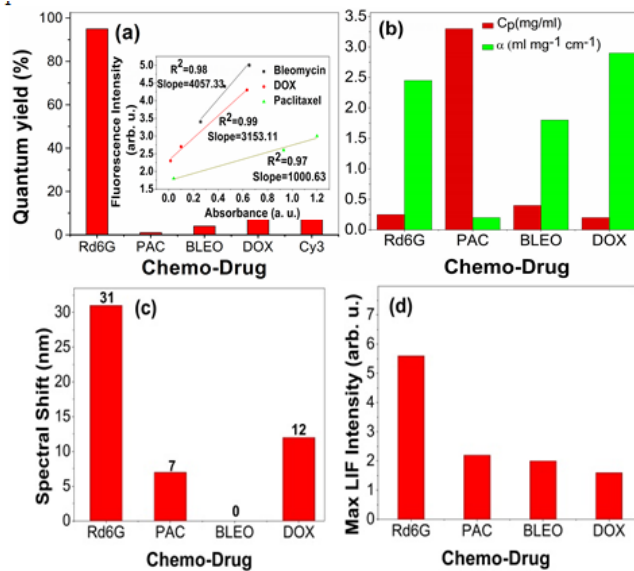 (a)
Quantum yield (%)
100
80
60
40
20
0
Rd6G PAC BLEO DOX Cy3
Chemo-Drug
Fluorescence Intensity
(arb. u.)
5.0
4.5
4.0
3.5
3.0
2.5
2.0
1.5
R2=0.98
Slope=4057.33
Bleomycin
DOX
Paclitaxel
R2=0.99
Slope=3153.11
R2=0.97
Slope=1000.63
0.0 0.2 0.4 0.6 0.8 1.0 1.2
Absorbance (a. u.)
(b)
Cp(mg/ml)
α (ml mg-1 cm-1)
3.5
3.0
2.5
2.0
1.5
1.0
0.5
0.0
Rd6G PAC BLEO DOX
Chemo-Drug
(c)
Spectral Shift (nm)
30
25
20
15
10
5
0
31
7
0
12
Rd6G PAC BLEO DOX
Chemo-Drug
(d)
Max LIF Intensity (arb. u.)
7
6
5
4
3
2
1
0
Rd6G PAC BLEO DOX
Chemo-Drug